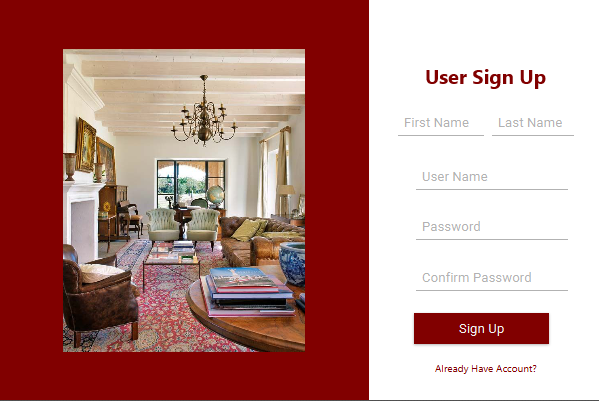 User Sign Up
First Name Last Name
User Name
Password
Confirm Password
Sign Up
Already Have Account?